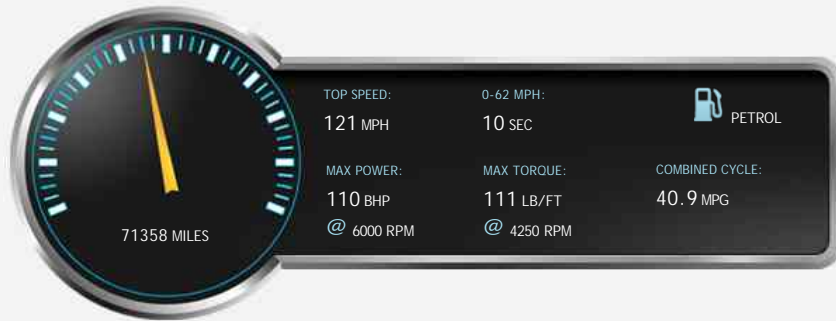 TOP SPEED:
121 MPH
0-62 MPH:
10 SEC
PETROL
MAX POWER:
110 BHP
@ 6000 RPM
MAX TORQUE:
111 LB/FT
@ 4250 RPM
COMBINED CYCLE:
40.9 MPG
71358 MILES